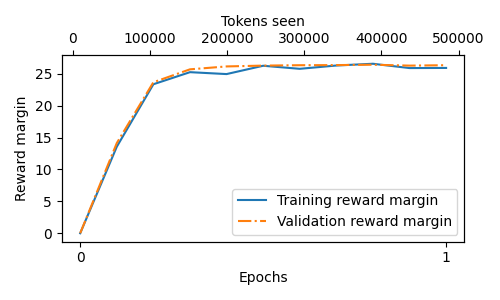 Tokens seen
0 100000 200000 300000 400000 500000
25
20
15
10
5
0
Reward margin
Training reward margin
Validation reward margin
0 1
Epochs